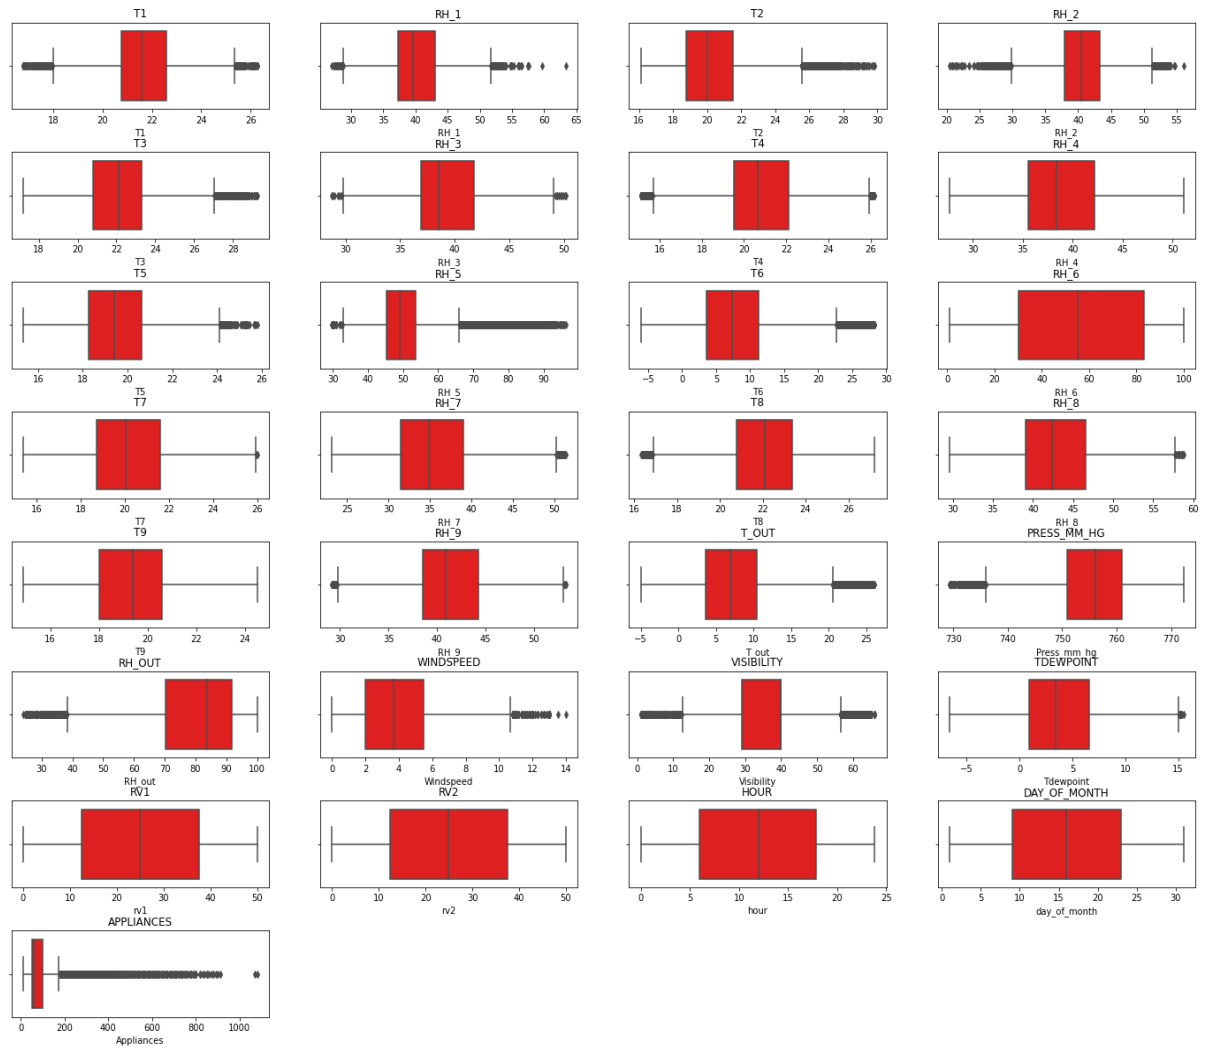 T1 RH_1 T2 RH_2
18 20 22 24 26 30 35 40 45 50 55 60 65 16 18 20 22 24 26 28 30 20 25 30 35 40 45 50 55
T1 RH_1 T2 RH_2
T3 RH_3 T4 RH_4
18 20 22 24 26 28 30 35 40 45 50 16 18 20 22 24 26 30 35 40 45 50
T3 RH_3 T4 RH_4
T5 RH_5 T6 RH_6
16 18 20 22 24 26 30 40 50 60 70 80 90 −5 0 5 10 15 20 25 30 0 20 40 60 80 100
T5 RH_5 T6 RH_6
T7 RH_7 T8 RH_8
16 18 20 22 24 26 25 30 35 40 45 50 18 20 22 24 26 30 35 40 45 50 55 60
T7 RH_7 T8 RH_8
T9 RH_9 T_OUT PRESS_MM_HG
16 18 20 22 24 30 35 40 45 50 −5 0 5 10 15 20 25 730 740 750 760 770
T9 RH_9 T_out Press_mm_hg
RH_OUT WINDSPEED VISIBILITY TDEWPOINT
30 40 50 60 70 80 90 100 0 2 4 6 8 10 12 14 0 10 20 30 40 50 60 −5 0 5 10 15
RH_out Windspeed Visibility Tdewpoint
RV1 RV2 HOUR DAY_OF_MONTH
0 10 20 30 40 50 0 10 20 30 40 50 0 5 10 15 20 25 0 5 10 15 20 25 30
rv1 rv2 hour day_of_month
APPLIANCES
0 200 400 600 800 1000
Appliances